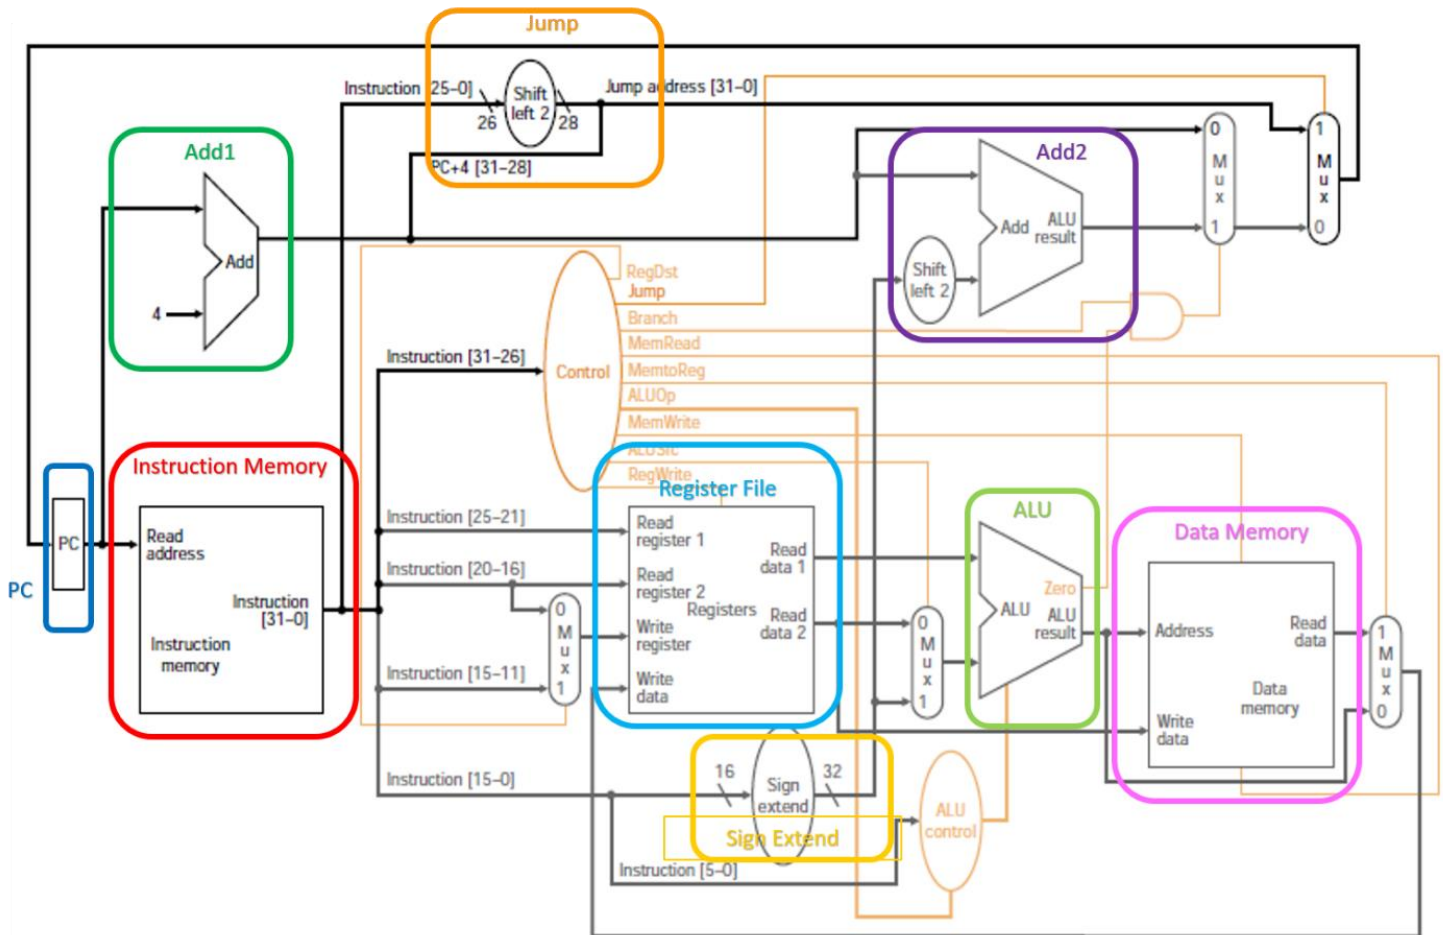 Jump
Instruction [25–0]
Shift
left 2
Jump address [31–0]
26
28
PC+4 [31–28]
Add1
Add
4
Add2
Add
ALU
result
Shift
left 2
0
M
u
x
1
1
M
u
x
0
RegDst
Jump
Branch
MemRead
MemtoReg
ALUOp
MemWrite
ALUSrc
RegWrite
Control
Instruction [31–26]
Instruction Memory
PC
PC
Read
address
Instruction
[31–0]
Instruction
memory
Instruction [25–21]
Instruction [20–16]
Instruction [15–11]
0
M
u
x
1
Register File
Read
register 1
Read
register 2
Write
register
Write
data
Registers
Read
data 1
Read
data 2
0
M
u
x
1
ALU
Zero
ALU
ALU
result
Data Memory
Address
Read
data
Data
memory
Write
data
1
M
u
x
0
Instruction [15–0]
16
Sign
extend
32
Sign Extend
ALU
control
Instruction [5–0]